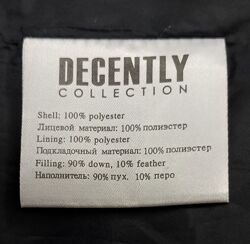 DECENTLY
COLLECTION
Shell: 100% polyester
Лицевой материал: 100% полиэстер
Lining: 100% polyester
Подкладочный материал: 100% полиэстер
Filling: 90% down, 10% feather
Наполнитель: 90% пух, 10% перо